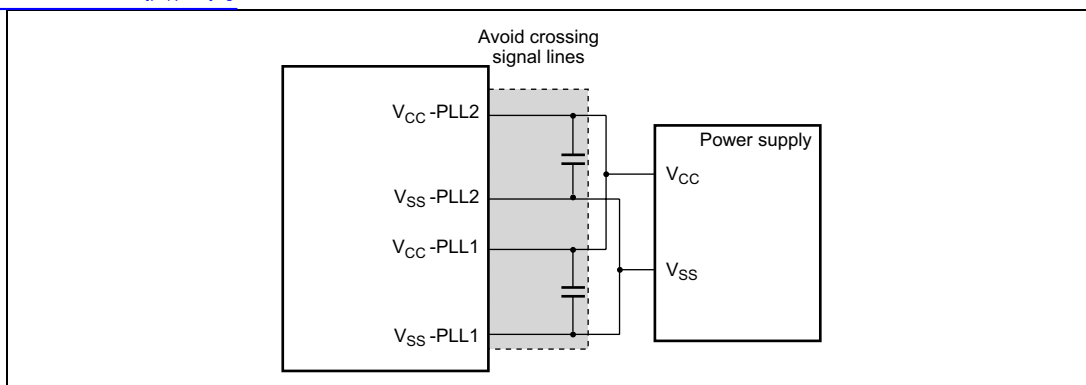 Avoid crossing
signal lines
VCC -PLL2
Power supply
VCC
VSS -PLL2
VCC -PLL1
VSS
VSS -PLL1